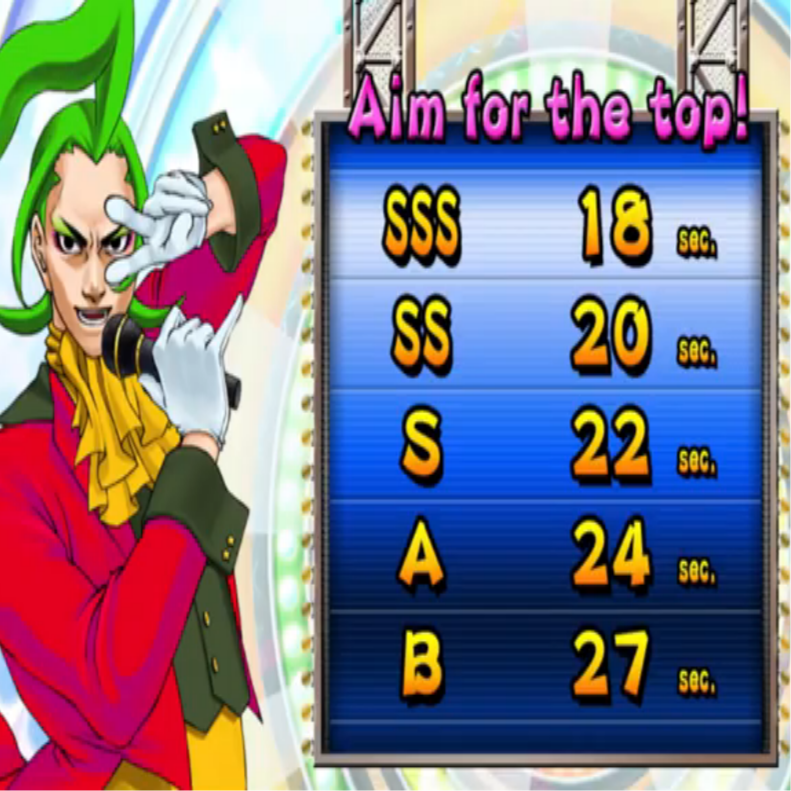 Aim for the top!
SSS 18 sec.
SS 20 sec.
S 22 sec.
A 24 sec.
B 27 sec.